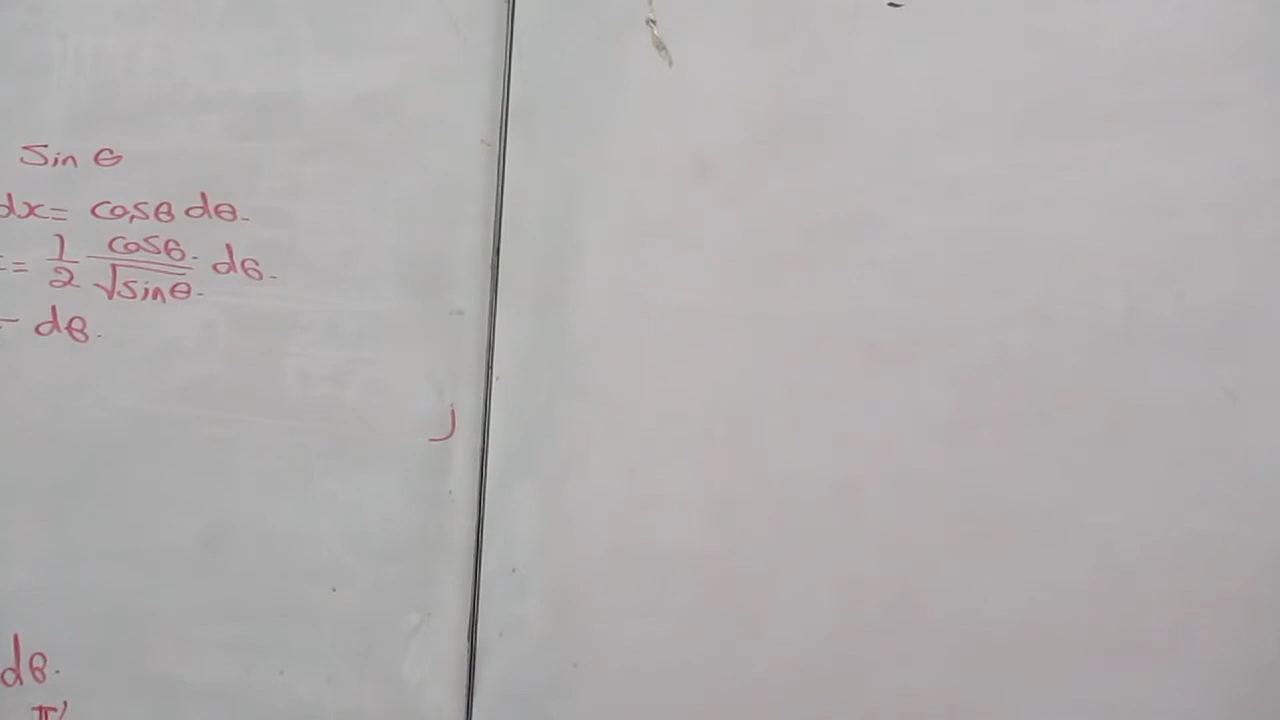 Sin θ
dx = cosθ dθ.
= 1/2 cosθ/√sinθ. dθ.
dθ.
dθ.
π